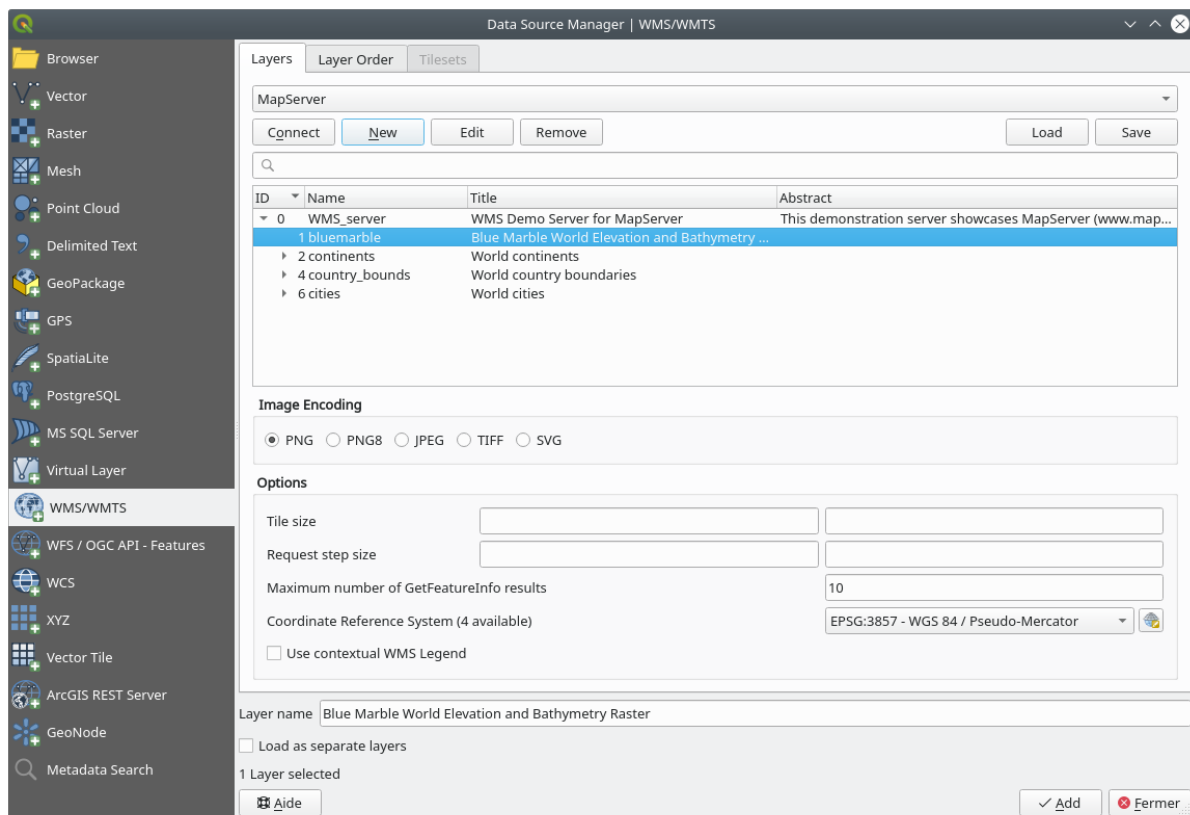 Data Source Manager | WMS/WMTS
Browser
Vector
Raster
Mesh
Point Cloud
Delimited Text
GeoPackage
GPS
SpatiaLite
PostgreSQL
MS SQL Server
Virtual Layer
WMS/WMTS
WFS / OGC API - Features
WCS
XYZ
Vector Tile
ArcGIS REST Server
GeoNode
Metadata Search
Layers Layer Order Tilesets
MapServer
Connect New Edit Remove Load Save
ID Name Title Abstract
0 WMS_server WMS Demo Server for MapServer This demonstration server showcases MapServer (www.map...
1 bluemarble Blue Marble World Elevation and Bathymetry ...
2 continents World continents
4 country_bounds World country boundaries
6 cities World cities
Image Encoding
PNG PNG8 JPEG TIFF SVG
Options
Tile size
Request step size
Maximum number of GetFeatureInfo results 10
Coordinate Reference System (4 available) EPSG:3857 - WGS 84 / Pseudo-Mercator
Use contextual WMS Legend
Layer name Blue Marble World Elevation and Bathymetry Raster
Load as separate layers
1 Layer selected
Aide Add Fermer